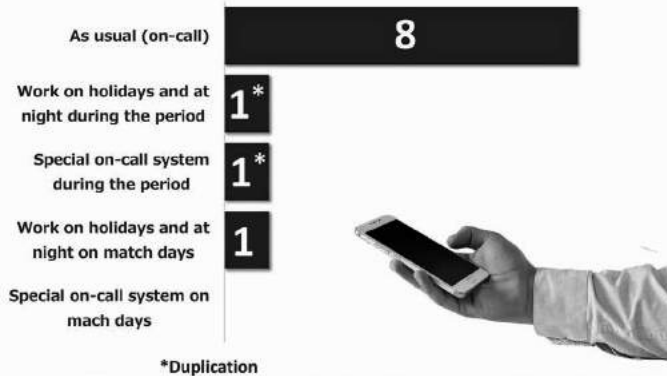 As usual (on-call)
8
Work on holidays and at
night during the period
1*
Special on-call system
during the period
1*
Work on holidays and at
night on match days
1
Special on-call system on
mach days
*Duplication